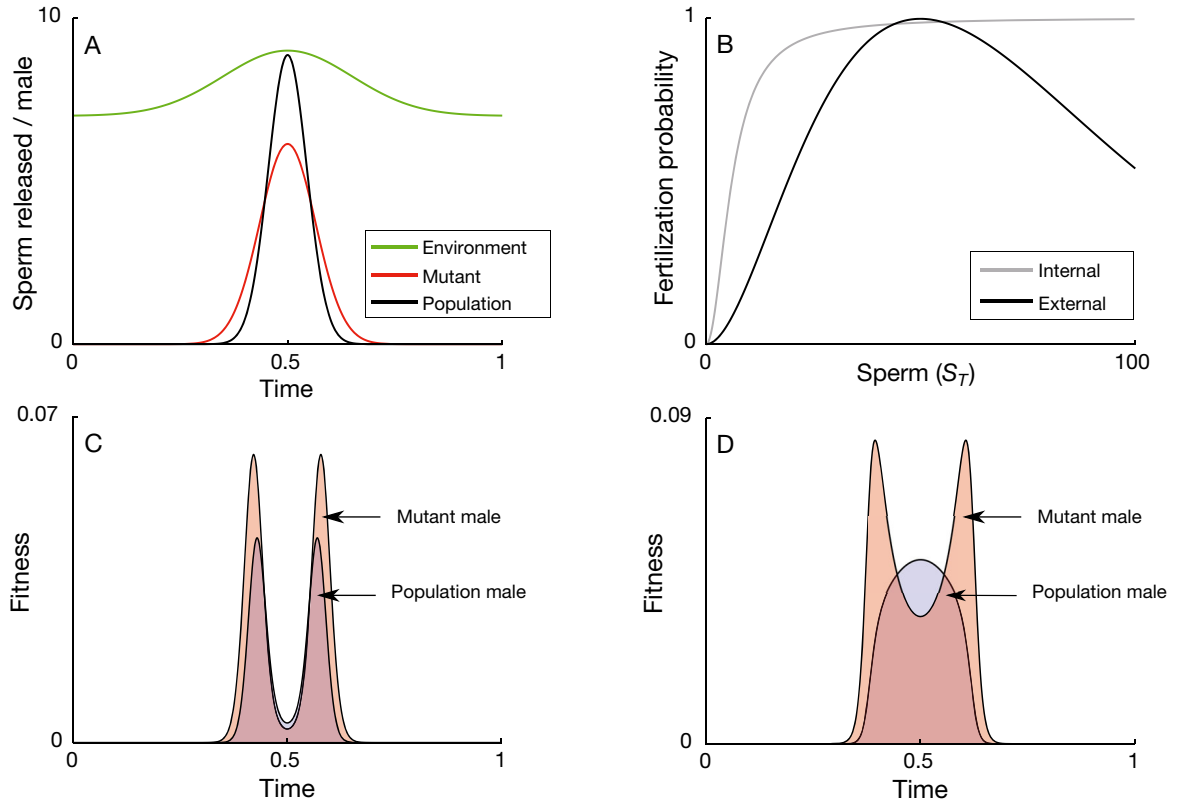 10
A
Sperm released / male
Environment
Mutant
Population
0
0
0.5
1
Time
1
B
Fertilization probability
Internal
External
0
0
100
Sperm (S_T)
0.07
C
Mutant male
Population male
Fitness
0
0
0.5
1
Time
0.09
D
Mutant male
Population male
Fitness
0
0
0.5
1
Time